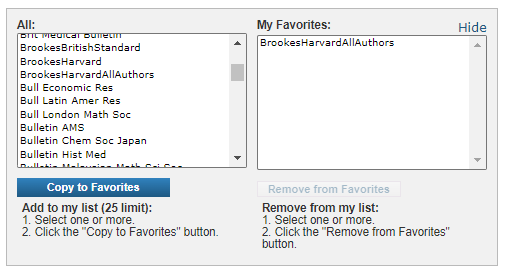 All:
Brit Medical Bulletin
BrookesBritishStandard
BrookesHarvard
BrookesHarvardAllAuthors
Bull Economic Res
Bull Latin Amer Res
Bull London Math Soc
Bulletin AMS
Bulletin Chem Soc Japan
Bulletin Hist Med
Bulletin Malaysian Math Sci Soc
Copy to Favorites
Add to my list (25 limit):
1. Select one or more.
2. Click the "Copy to Favorites" button.
My Favorites:
Hide
BrookesHarvardAllAuthors
Remove from Favorites
Remove from my list:
1. Select one or more.
2. Click the "Remove from Favorites"
button.